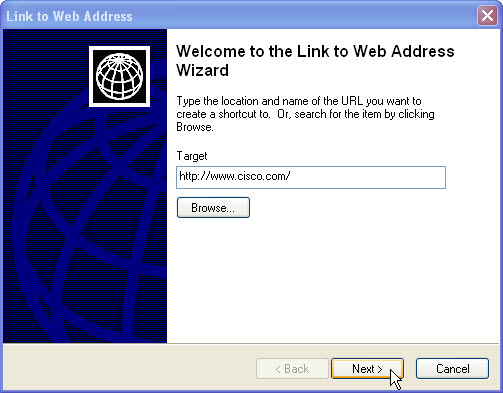 Link to Web Address
Welcome to the Link to Web Address
Wizard
Type the location and name of the URL you want to
create a shortcut to.  Or, search for the item by clicking
Browse.
Target
http://www.cisco.com/
Browse...
< Back
Next >
Cancel